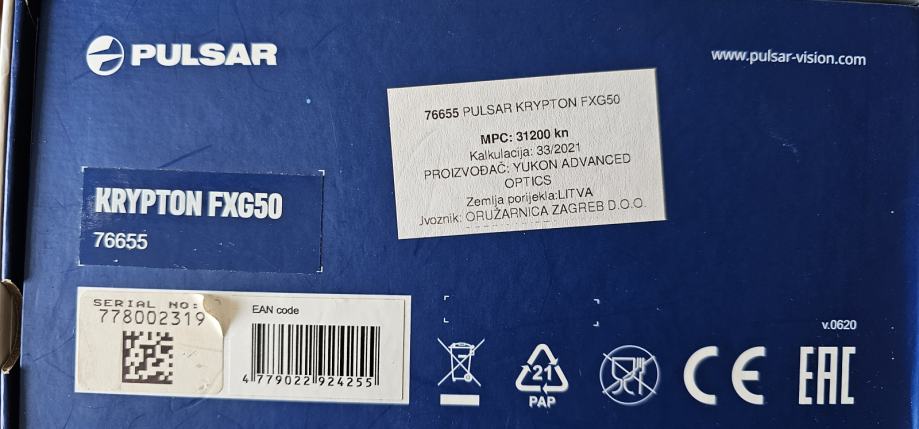 PULSAR
www.pulsar-vision.com
76655 PULSAR KRYPTON FXG50
MPC: 31200 kn
Kalkulacija: 33/2021
PROIZVOĐAČ: YUKON ADVANCED
OPTICS
Zemlja porijekla:LITVA
Jvoznik: ORUŽARNICA ZAGREB D.O.O.
KRYPTON FXG50
76655
SERIAL NO:
778002319
EAN code
4 779022 924255
21
PAP
CE
v.0620
EAC